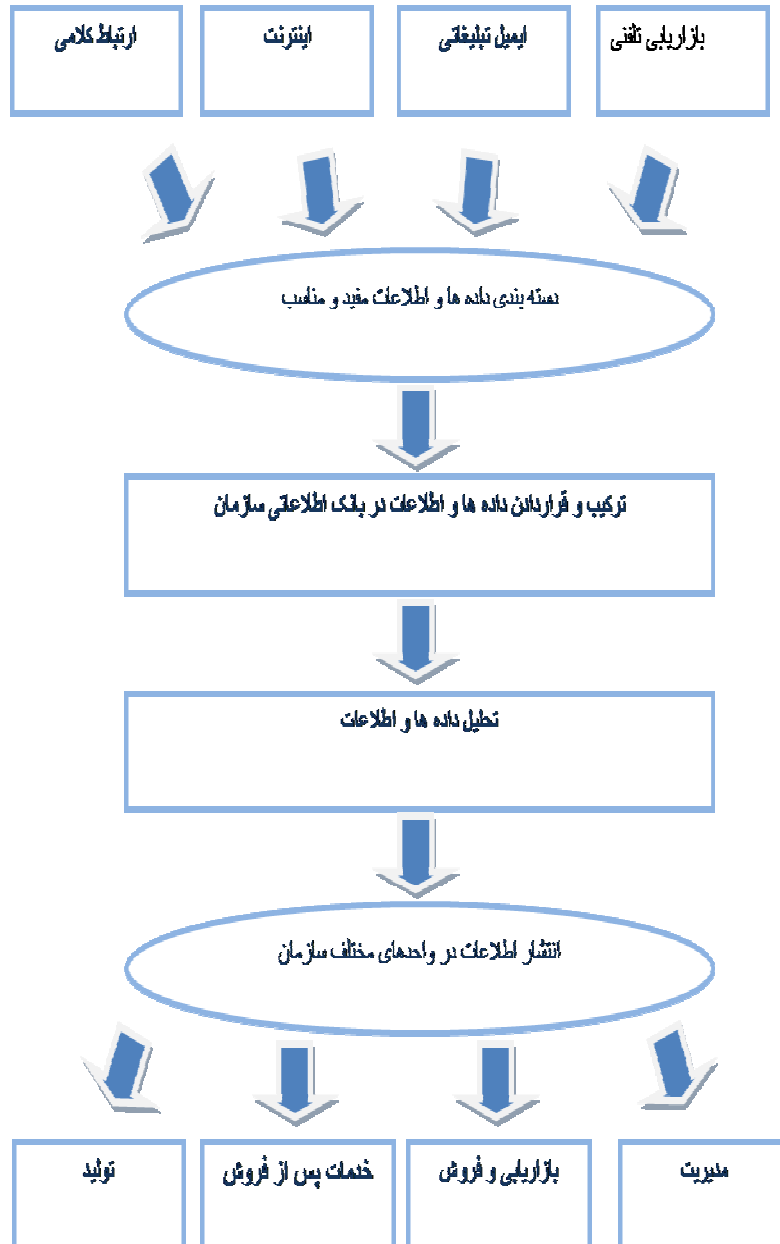 بازاریابی تلفنی
ایمیل تبلیغاتی
اینترنت
ارتباط کلامی
دسته بندی داده ها و اطلاعات مفید و مناسب
ترکیب و قراردادن داده ها و اطلاعات در بانک اطلاعاتی سازمان
تحلیل داده ها و اطلاعات
انتشار اطلاعات در واحدهای مختلف سازمان
مدیریت
بازاریابی و فروش
خدمات پس از فروش
تولید